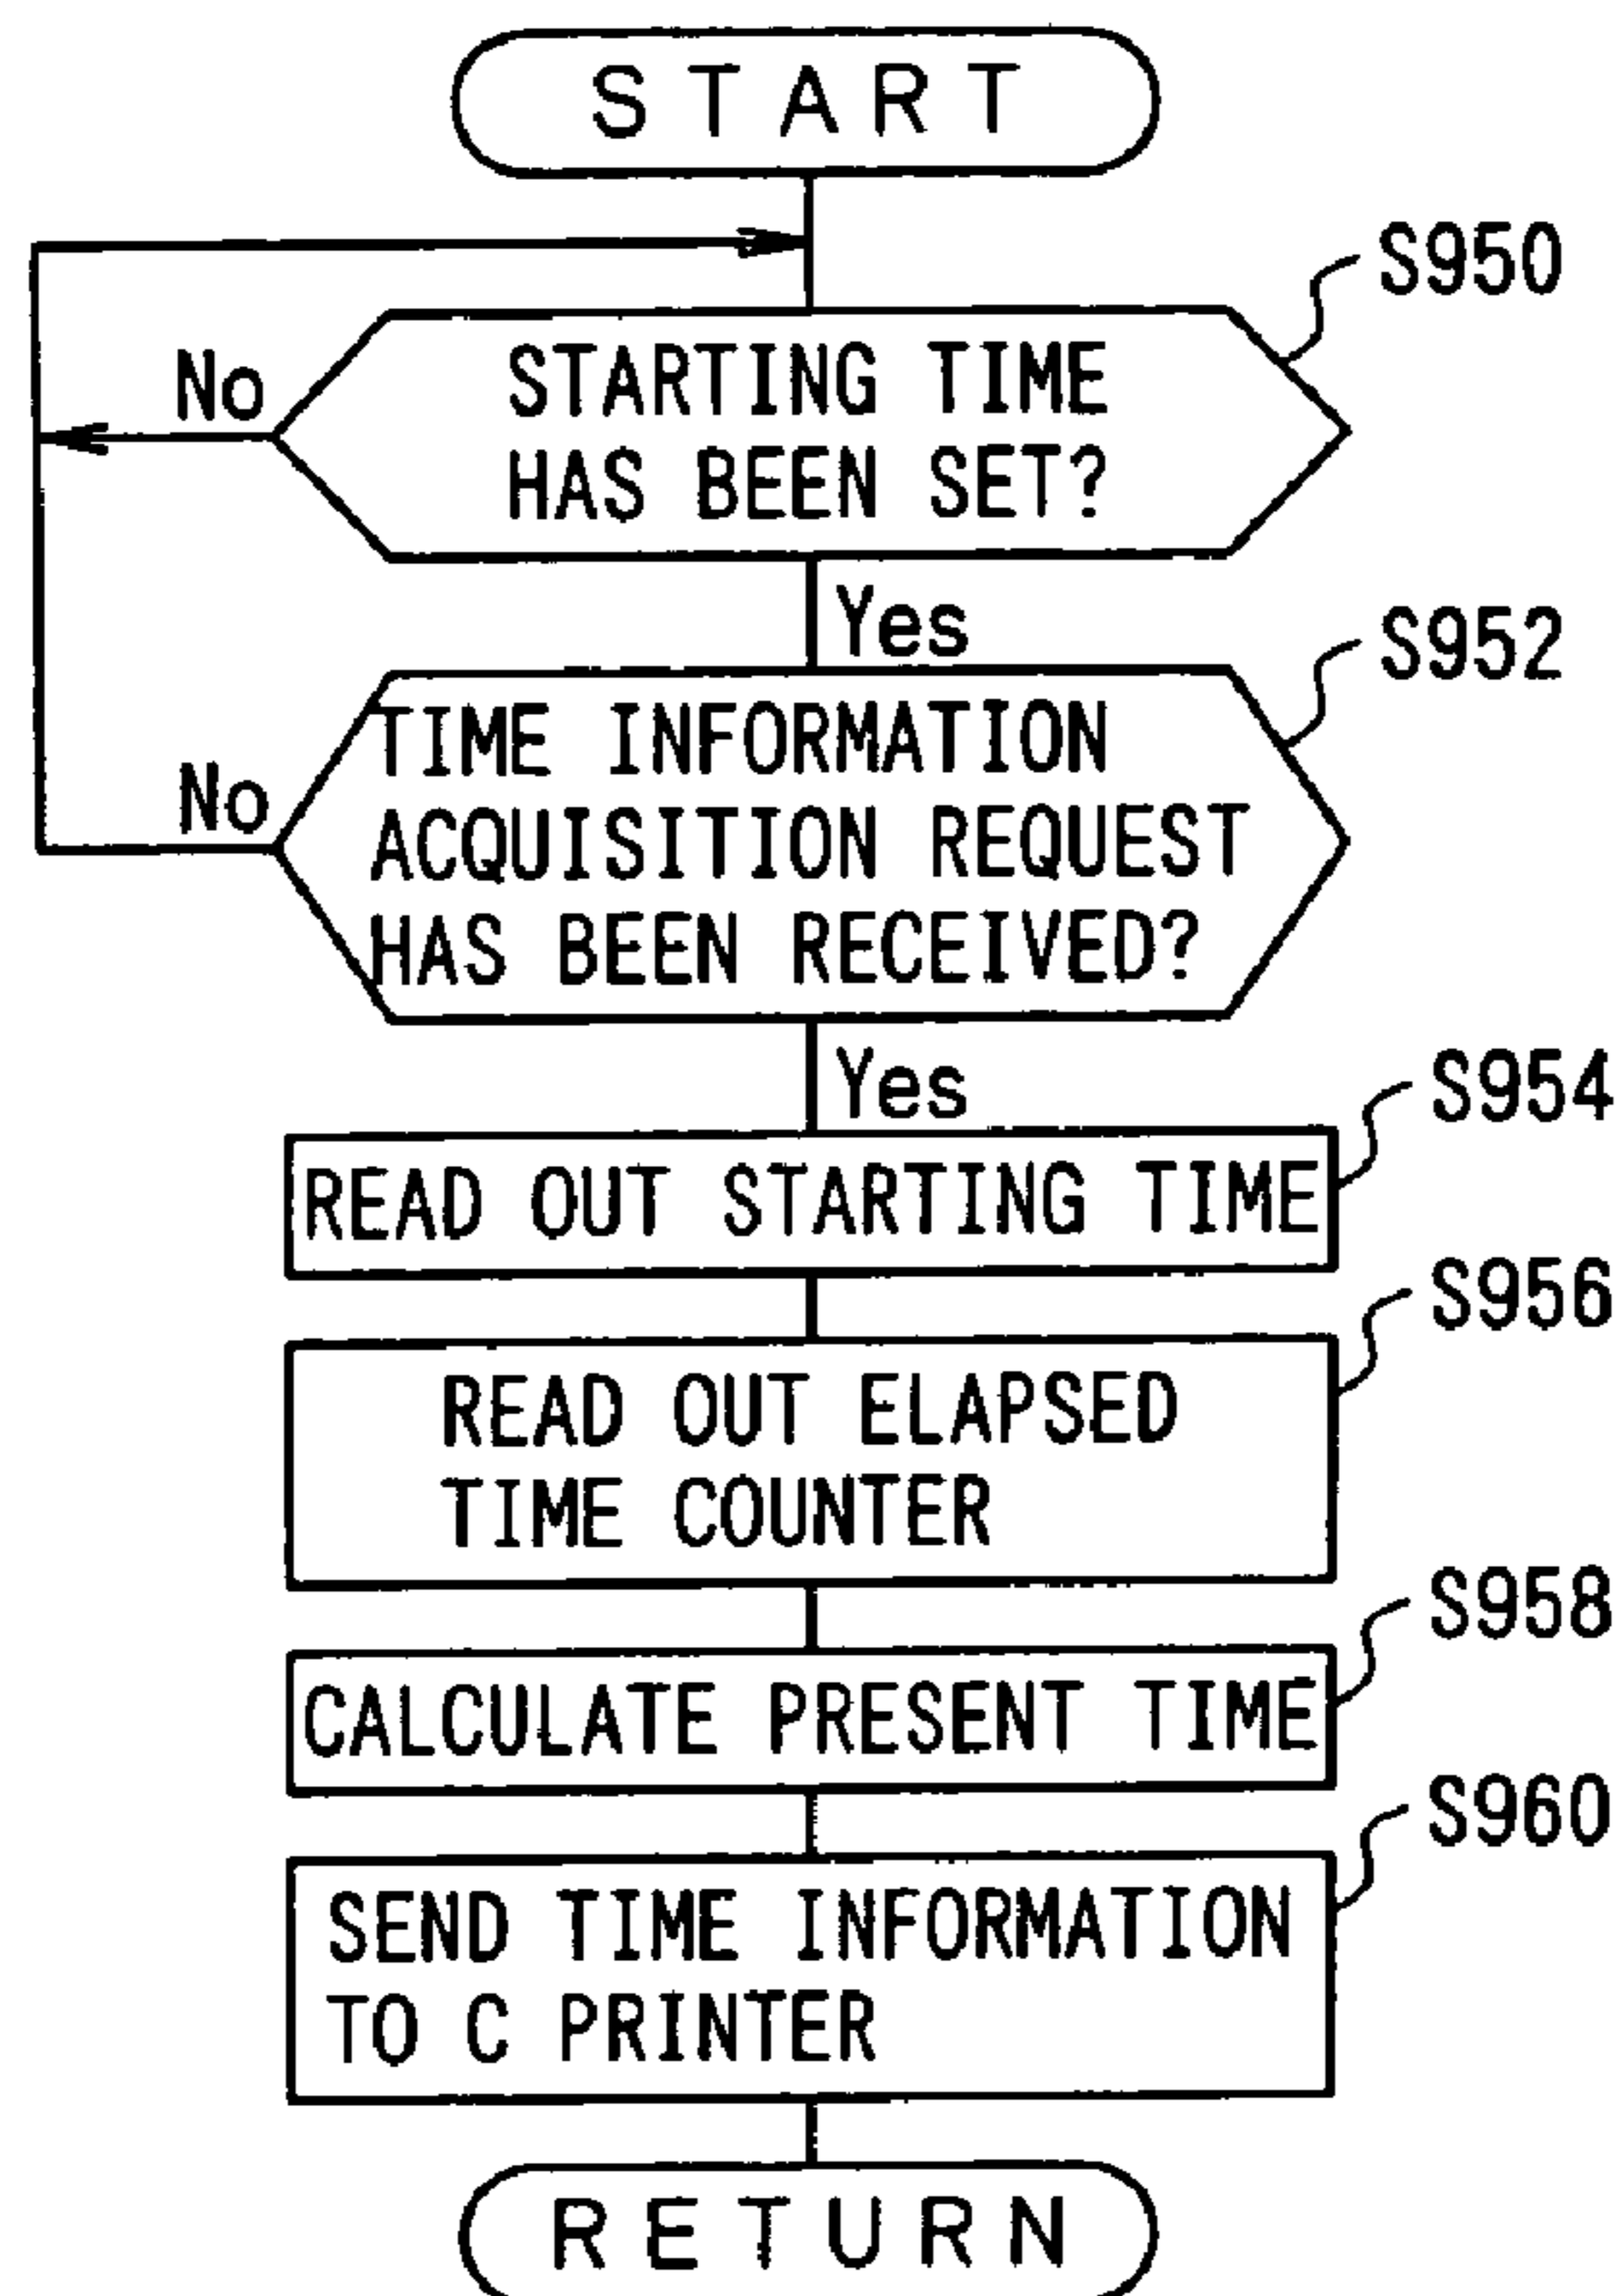 START
S950
STARTING TIME
HAS BEEN SET?
No
Yes
S952
TIME INFORMATION
ACQUISITION REQUEST
HAS BEEN RECEIVED?
No
Yes
S954
READ OUT STARTING TIME
S956
READ OUT ELAPSED
TIME COUNTER
S958
CALCULATE PRESENT TIME
S960
SEND TIME INFORMATION
TO C PRINTER
RETURN